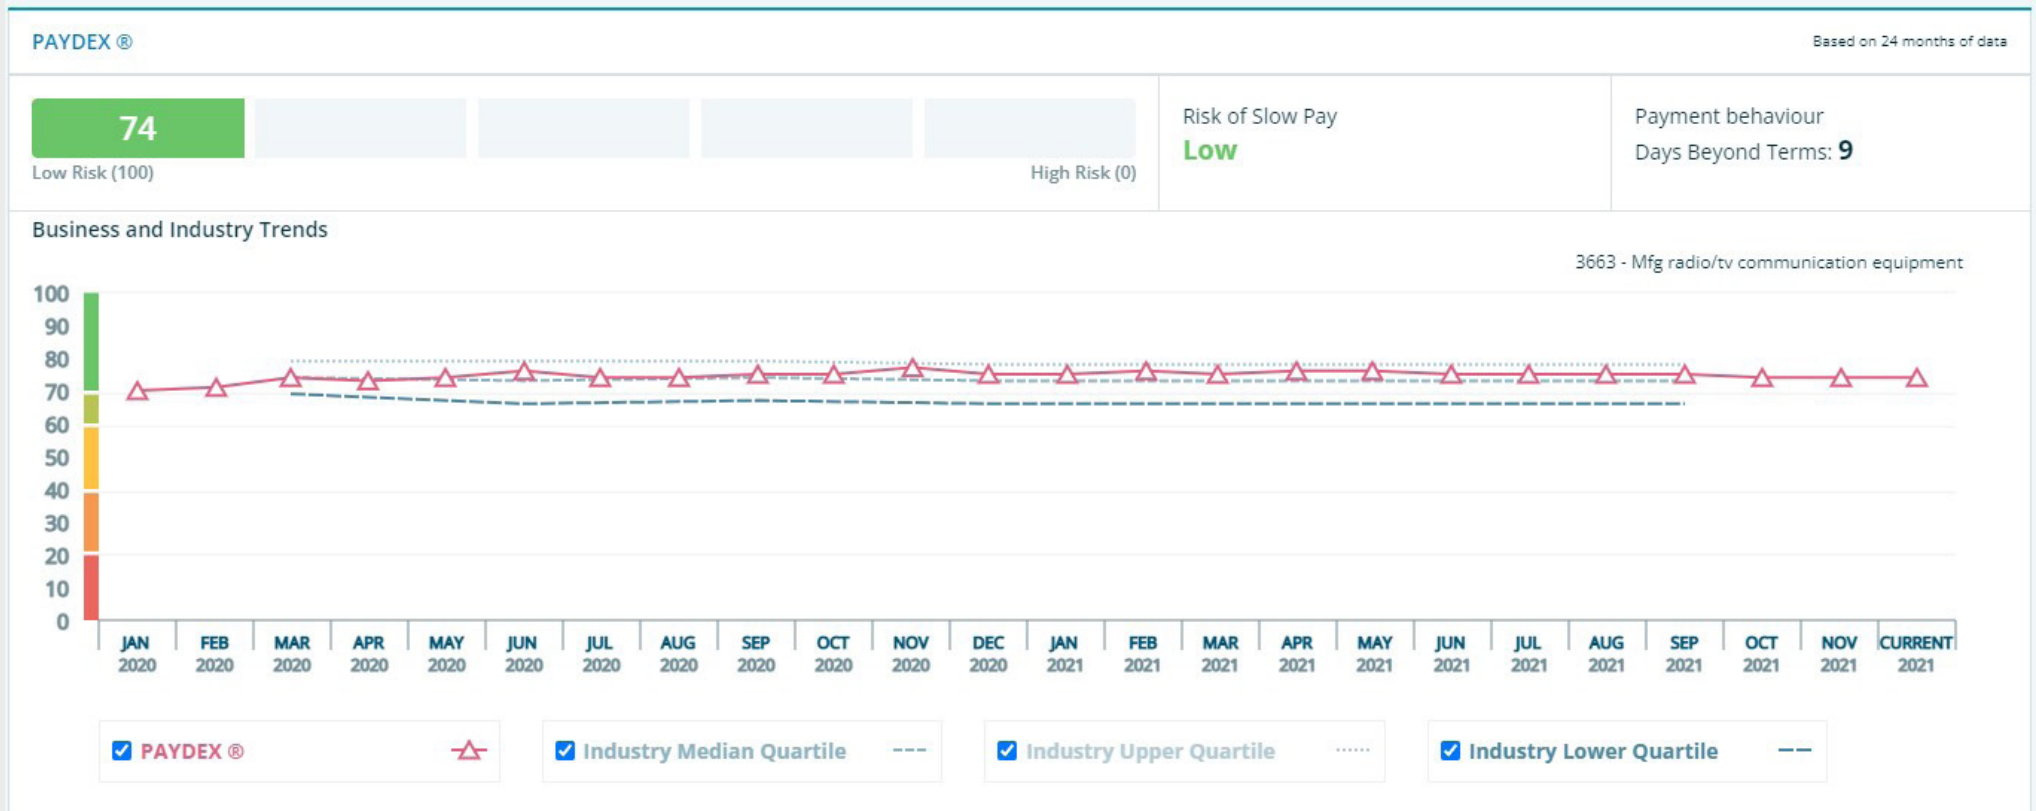 PAYDEX ®
Based on 24 months of data
74
Low Risk (100)
High Risk (0)
Risk of Slow Pay
Low
Payment behaviour
Days Beyond Terms: 9
Business and Industry Trends
3663 - Mfg radio/tv communication equipment
100
90
80
70
60
50
40
30
20
10
0
JAN FEB MAR APR MAY JUN JUL AUG SEP OCT NOV DEC JAN FEB MAR APR MAY JUN JUL AUG SEP OCT NOV CURRENT
2020 2020 2020 2020 2020 2020 2020 2020 2020 2020 2020 2020 2021 2021 2021 2021 2021 2021 2021 2021 2021 2021 2021 2021
PAYDEX ®
Industry Median Quartile
Industry Upper Quartile
Industry Lower Quartile